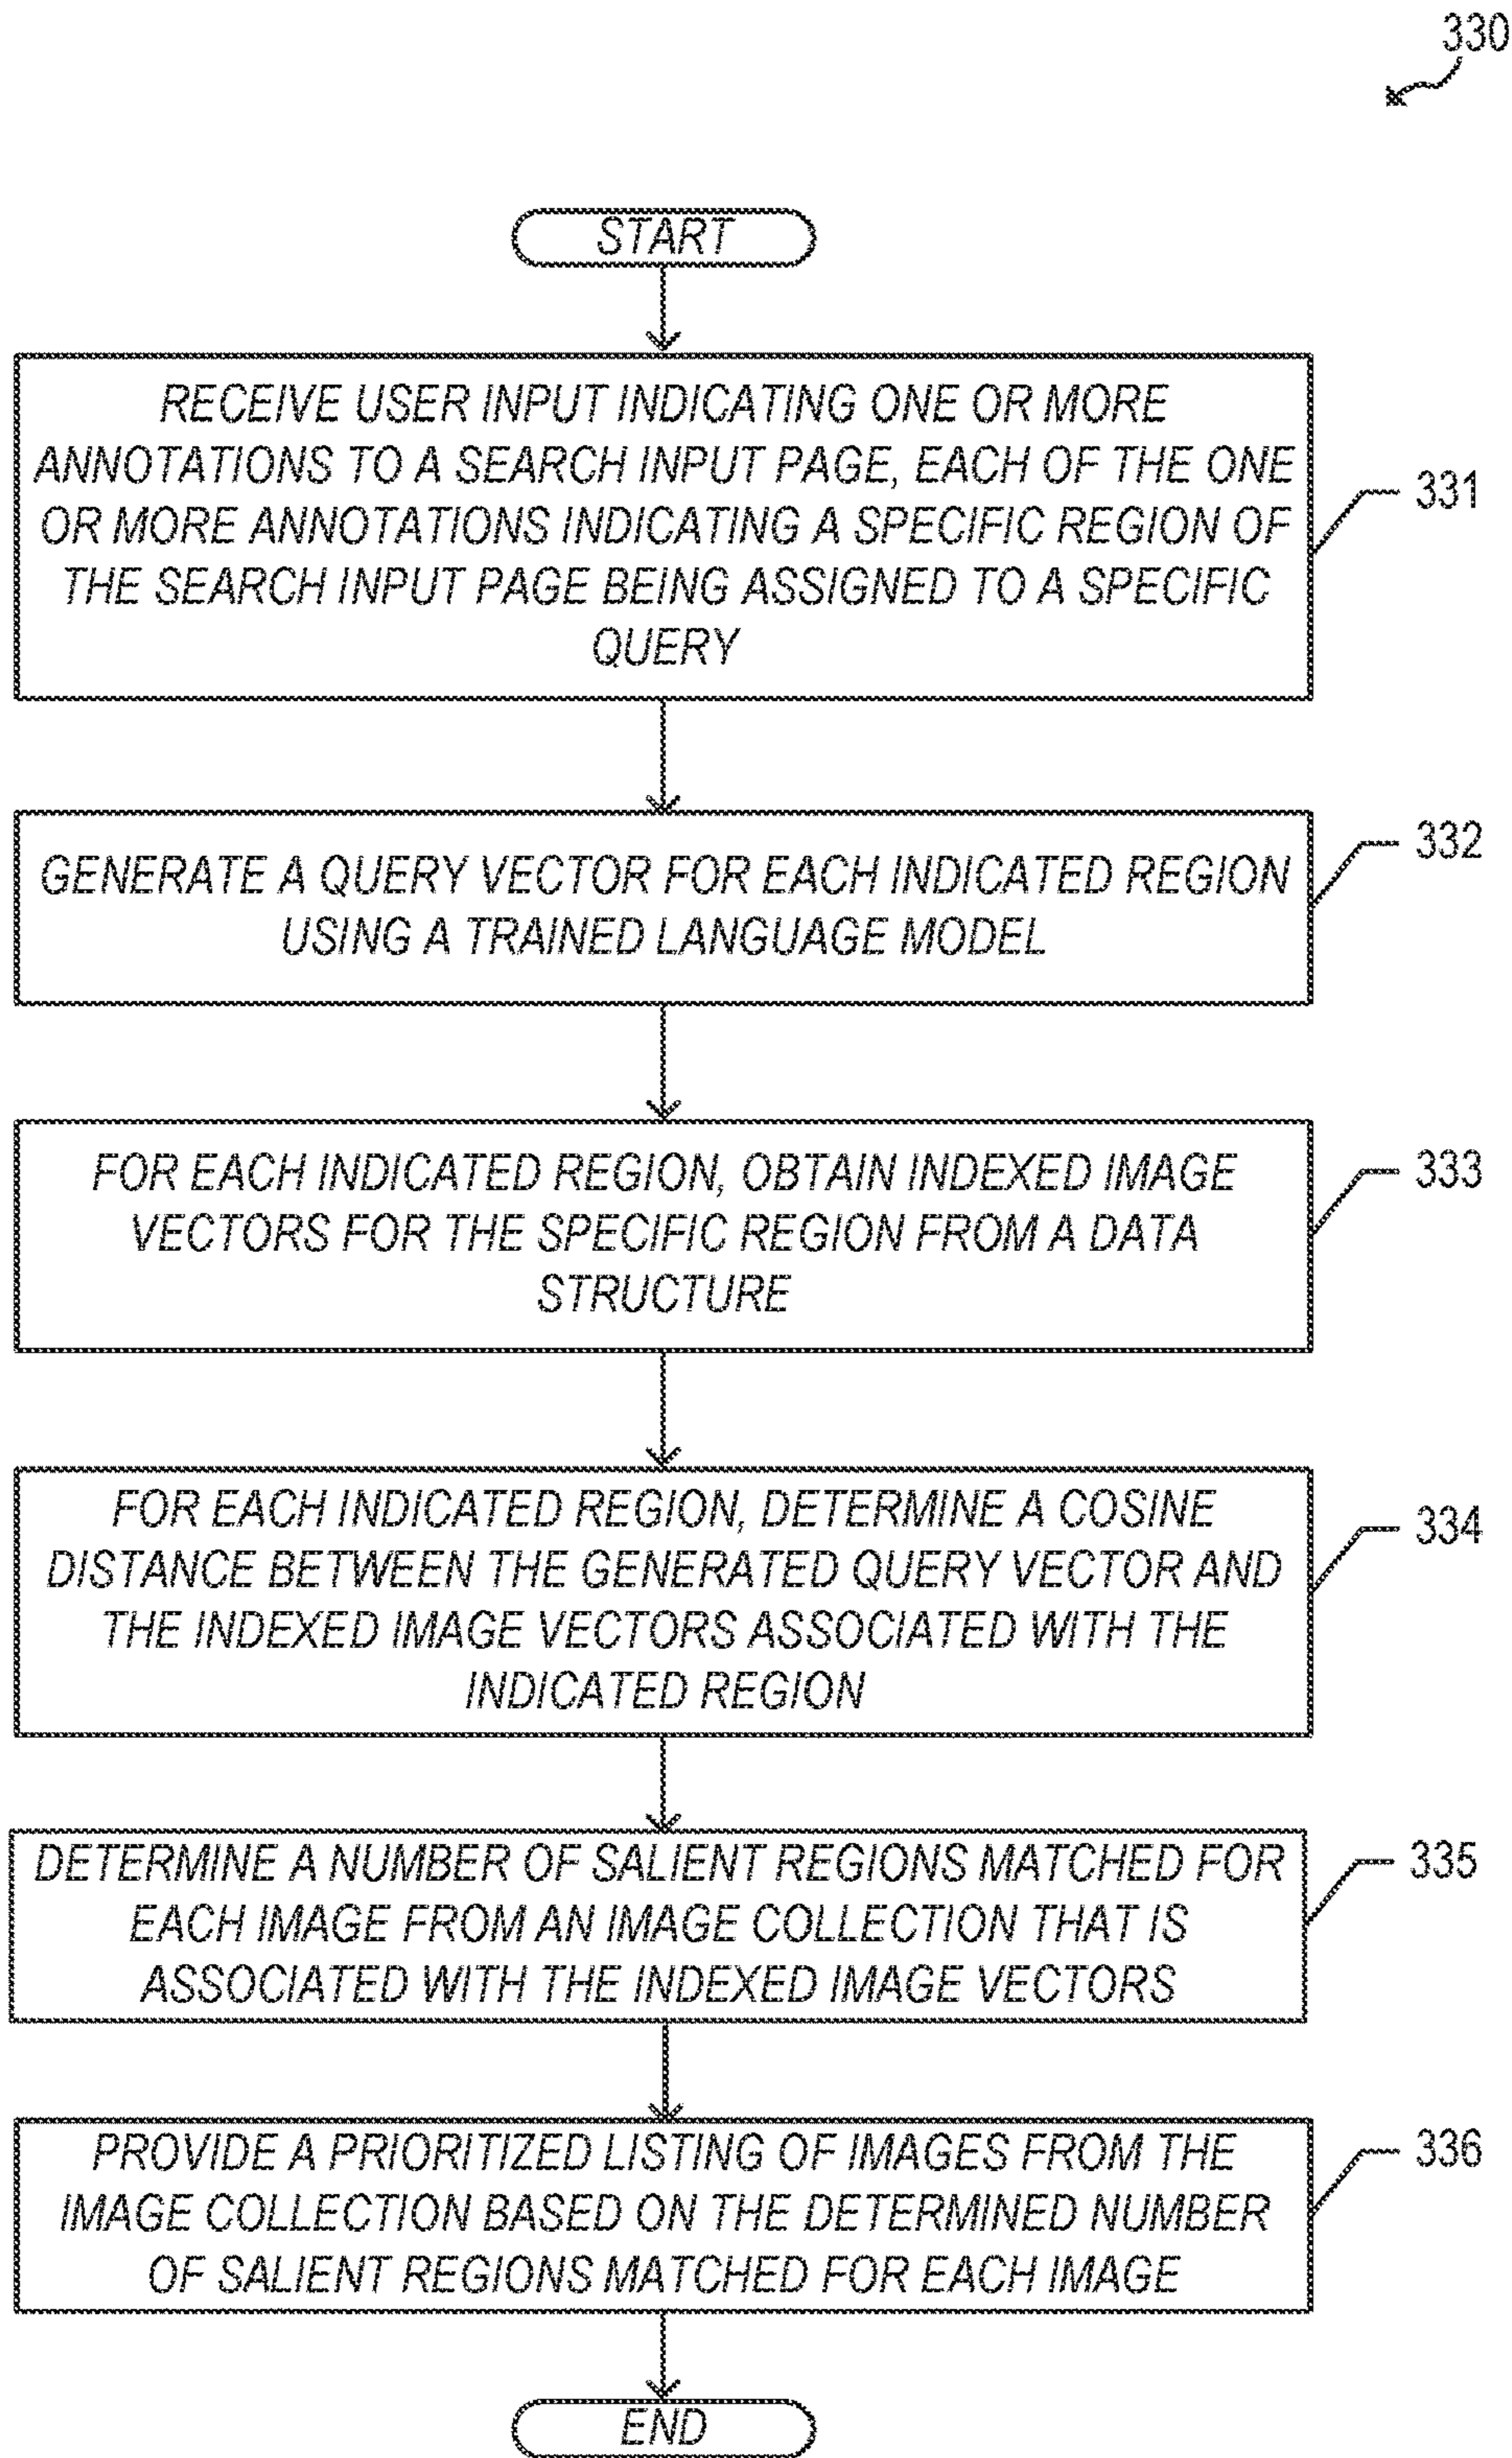 330
START
RECEIVE USER INPUT INDICATING ONE OR MORE
ANNOTATIONS TO A SEARCH INPUT PAGE, EACH OF THE ONE
OR MORE ANNOTATIONS INDICATING A SPECIFIC REGION OF
THE SEARCH INPUT PAGE BEING ASSIGNED TO A SPECIFIC
QUERY
331
GENERATE A QUERY VECTOR FOR EACH INDICATED REGION
USING A TRAINED LANGUAGE MODEL
332
FOR EACH INDICATED REGION, OBTAIN INDEXED IMAGE
VECTORS FOR THE SPECIFIC REGION FROM A DATA
STRUCTURE
333
FOR EACH INDICATED REGION, DETERMINE A COSINE
DISTANCE BETWEEN THE GENERATED QUERY VECTOR AND
THE INDEXED IMAGE VECTORS ASSOCIATED WITH THE
INDICATED REGION
334
DETERMINE A NUMBER OF SALIENT REGIONS MATCHED FOR
EACH IMAGE FROM AN IMAGE COLLECTION THAT IS
ASSOCIATED WITH THE INDEXED IMAGE VECTORS
335
PROVIDE A PRIORITIZED LISTING OF IMAGES FROM THE
IMAGE COLLECTION BASED ON THE DETERMINED NUMBER
OF SALIENT REGIONS MATCHED FOR EACH IMAGE
336
END